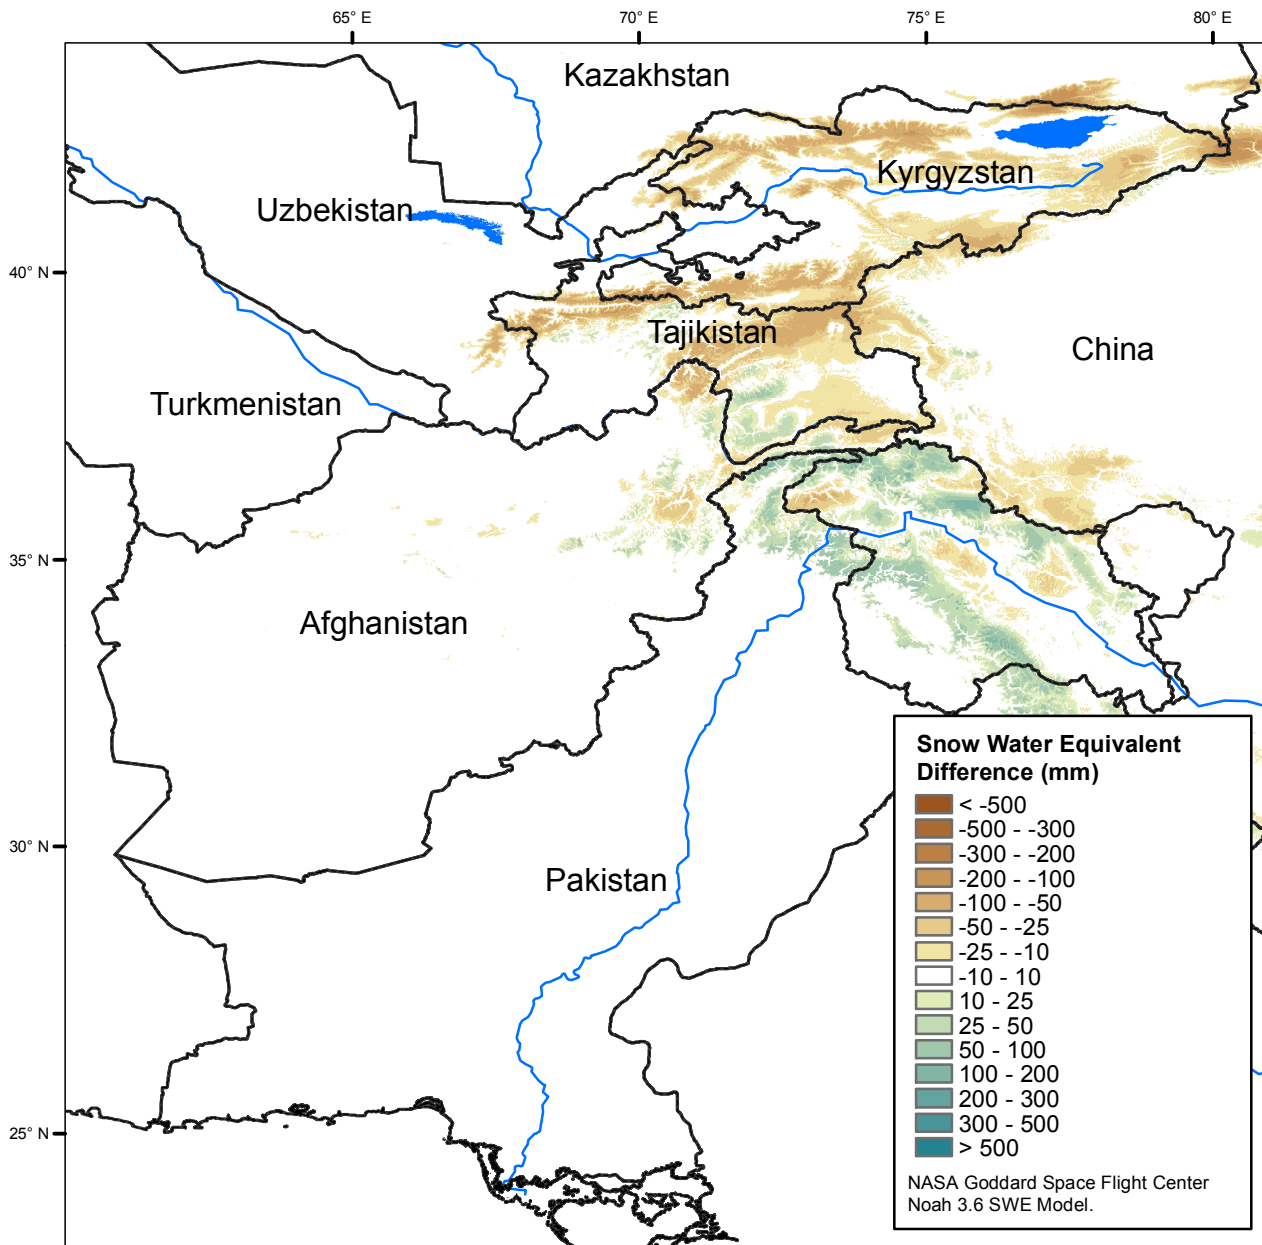 65° E
70° E
75° E
80° E
Kazakhstan
Kyrgyzstan
Uzbekistan
40° N
Tajikistan
China
Turkmenistan
35° N
Afghanistan
30° N
Pakistan
25° N
Snow Water Equivalent
Difference (mm)
< -500
-500 - -300
-300 - -200
-200 - -100
-100 - -50
-50 - -25
-25 - -10
-10 - 10
10 - 25
25 - 50
50 - 100
100 - 200
200 - 300
300 - 500
> 500
NASA Goddard Space Flight Center
Noah 3.6 SWE Model.